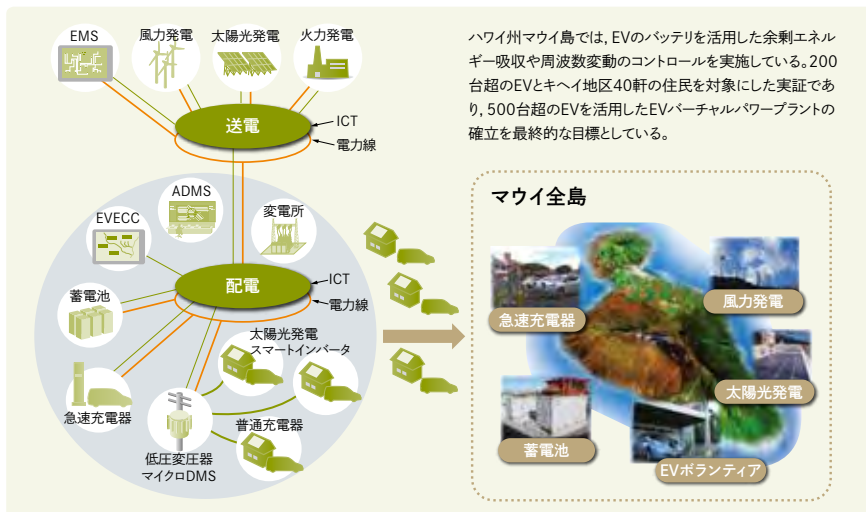 EMS
風力発電
太陽光発電
火力発電
送電
ICT
電力線
ADMS
EVECC
変電所
配電
ICT
電力線
蓄電池
太陽光発電
スマートインバータ
急速充電器
普通充電器
低圧変圧器
マイクロDMS
ハワイ州マウイ島では，EVのバッテリを活用した余剰エネル
ギー吸収や周波数変動のコントロールを実施している。200
台超のEVとキヘイ地区40軒の住民を対象にした実証であ
り，500台超のEVを活用したEVバーチャルパワープラントの
確立を最終的な目標としている。
マウイ全島
急速充電器
風力発電
太陽光発電
蓄電池
EVボランティア